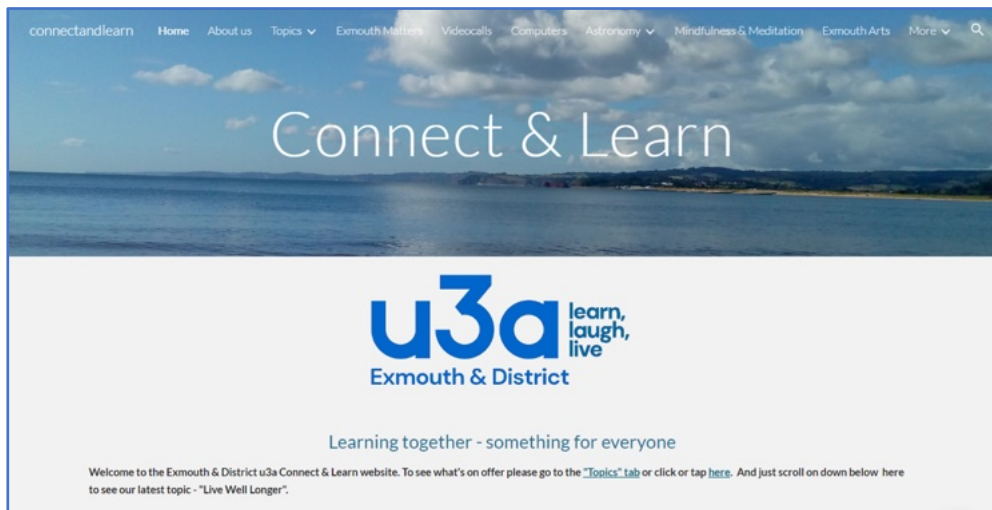 connectandlearn Home About us Topics Exmouth Matters Videocalls Computers Astronomy Mindfulness & Meditation Exmouth Arts More
Connect & Learn
u3a
learn,
laugh,
live
Exmouth & District
Learning together - something for everyone
Welcome to the Exmouth & District u3a Connect & Learn website. To see what's on offer please go to the "Topics" tab or click or tap here. And just scroll on down below here
to see our latest topic - "Live Well Longer".